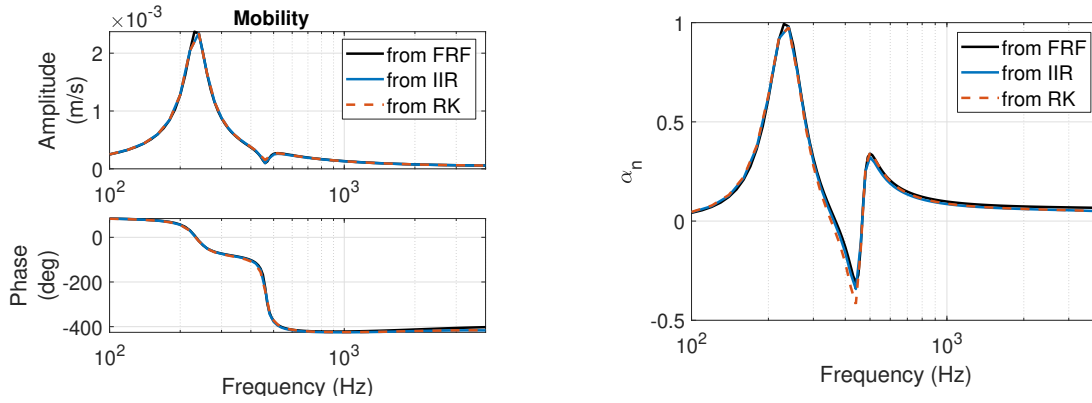 ×10⁻³
Mobility
2
1
0
Amplitude
(m/s)
from FRF
from IIR
from RK
10²
10³
0
-200
-400
Phase
(deg)
10²
10³
Frequency (Hz)
1
0.5
0
-0.5
αₙ
from FRF
from IIR
from RK
10²
10³
Frequency (Hz)